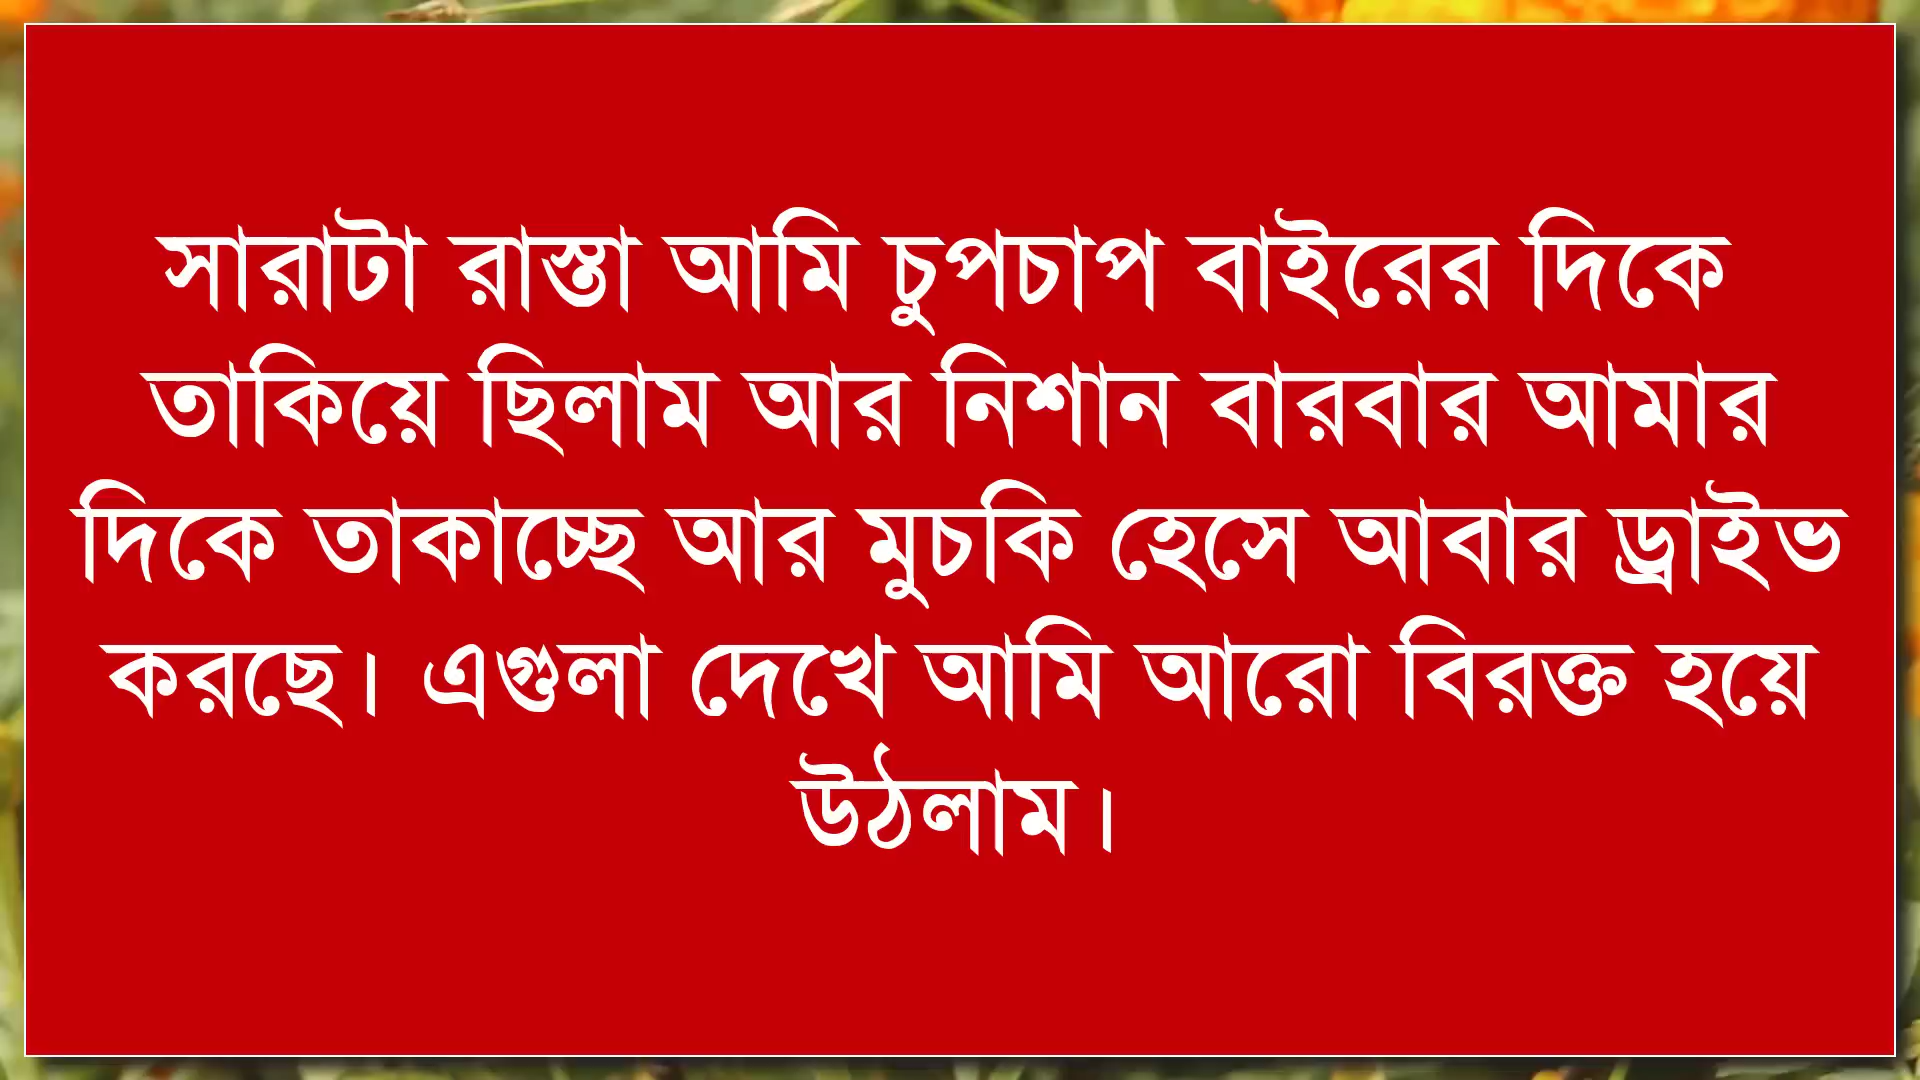 সারাটা রাস্তা আমি চুপচাপ বাইরের দিকে
তাকিয়ে ছিলাম আর নিশান বারবার আমার
দিকে তাকাচ্ছে আর মুচকি হেসে আবার ড্রাইভ
করছে। এগুলা দেখে আমি আরো বিরক্ত হয়ে
উঠলাম।